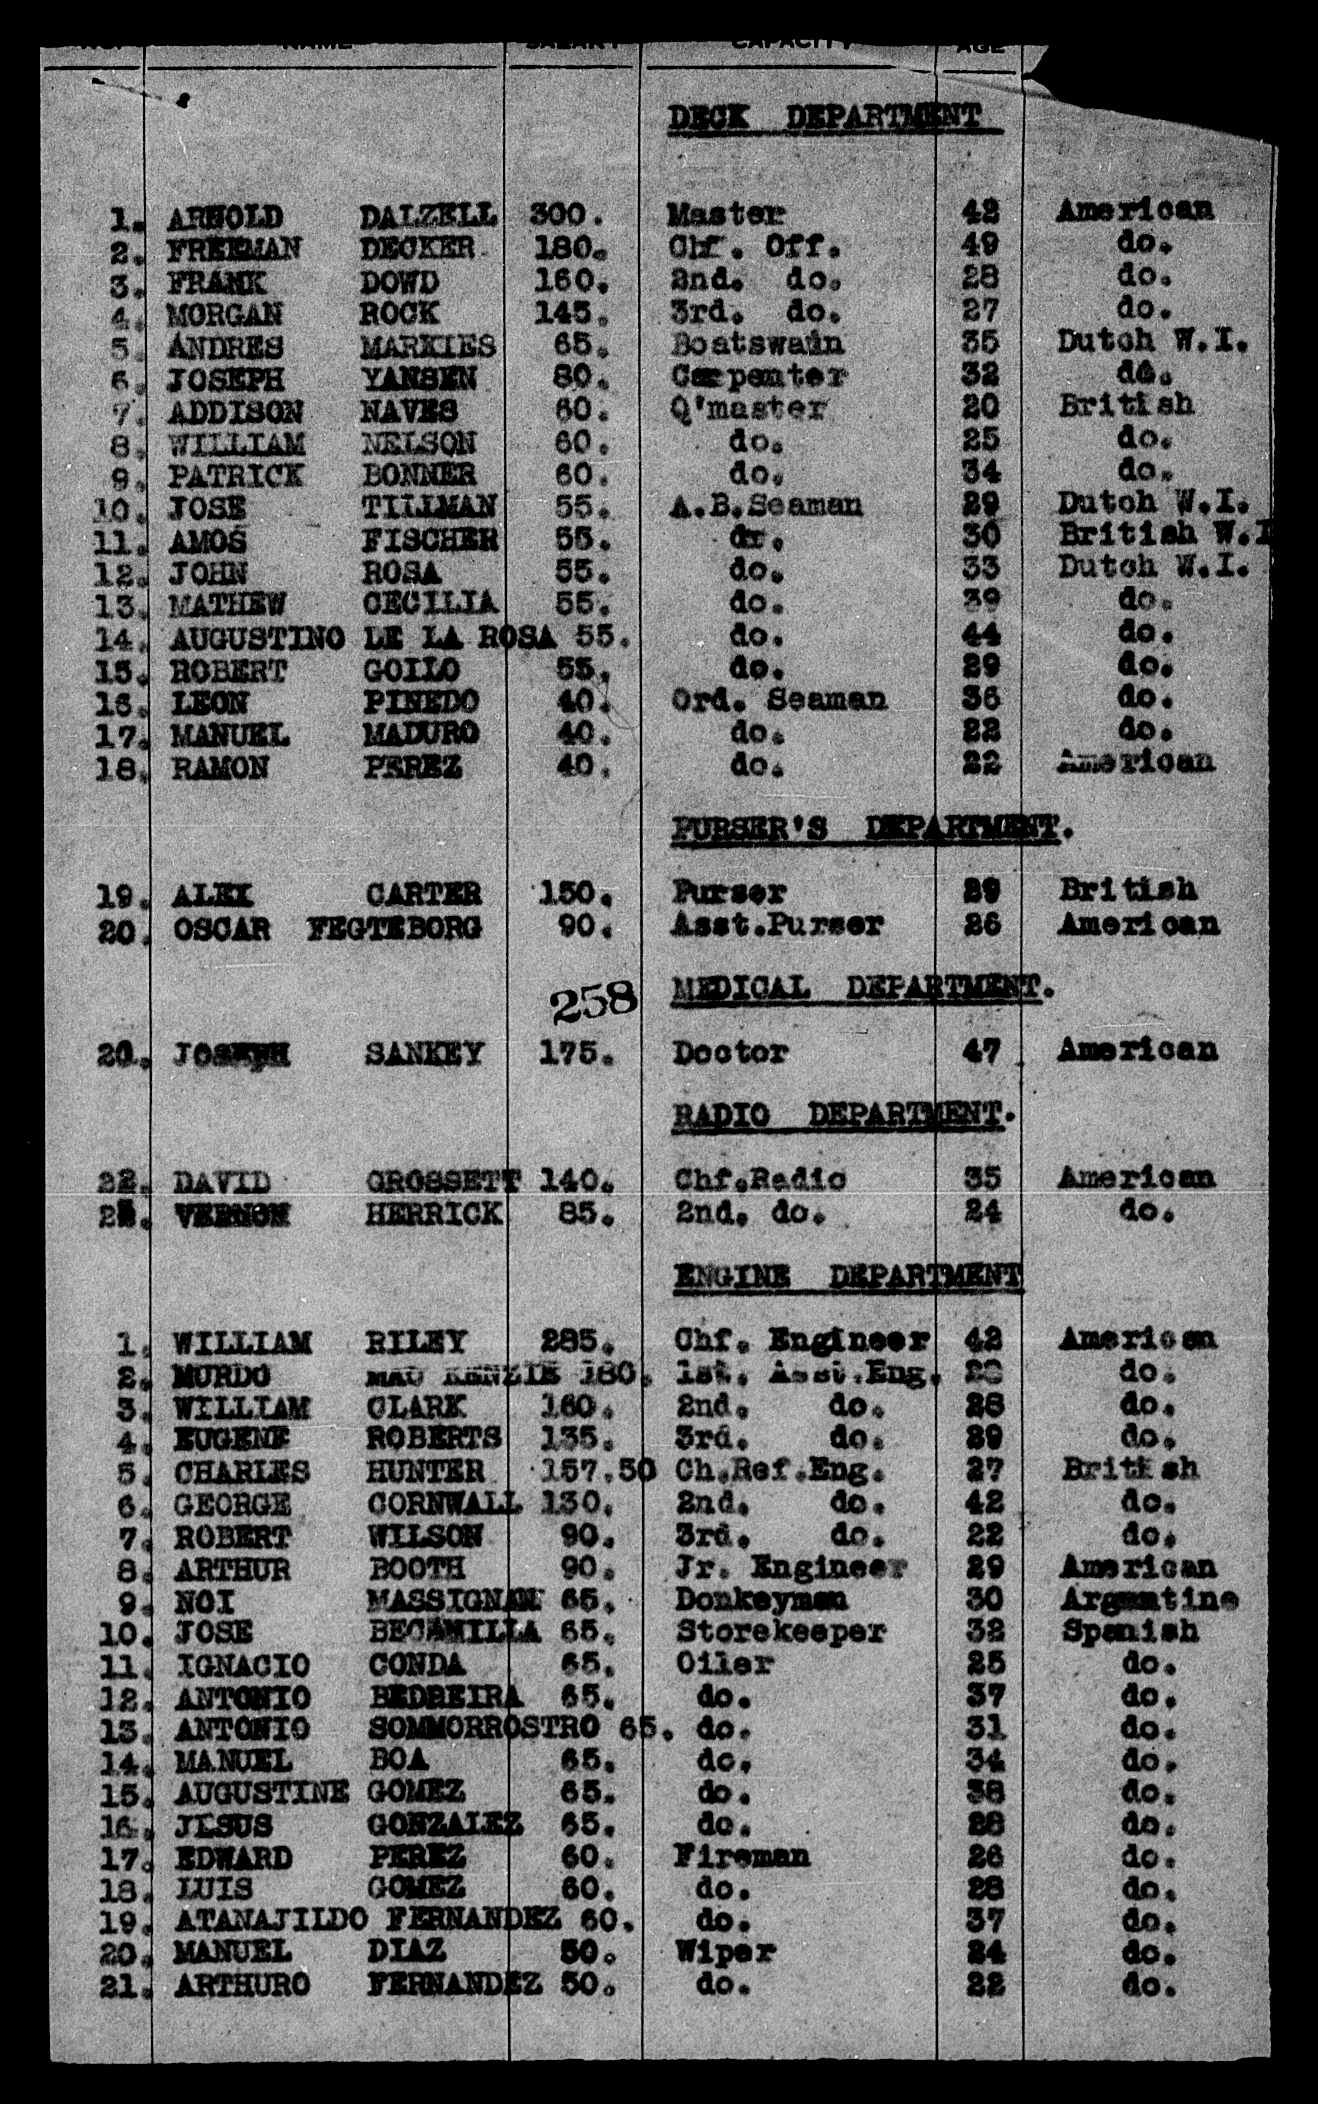 NO. NAME SALARY CAPACITY AGE
DECK DEPARTMENT
1. ARNOLD DALZELL 300. Master 42 American
2. FREEMAN DECKER 180. Chf. Off. 49 do.
3. FRANK DOWD 160. 2nd. do. 28 do.
4. MORGAN ROCK 145. 3rd. do. 27 do.
5. ANDRES MARKIES 65. Boatswain 35 Dutch W.I.
6. JOSEPH YANSEN 80. Carpenter 32 do.
7. ADDISON NAVES 60. Q'master 20 British
8. WILLIAM NELSON 60. do. 25 do.
9. PATRICK BONNER 60. do. 34 do.
10. JOSE TILLMAN 55. A.B.Seaman 29 Dutch W.I.
11. AMOS FISCHER 55. dr. 30 British W.I
12. JOHN ROSA 55. do. 33 Dutch W.I.
13. MATHEW CECILIA 55. do. 39 do.
14. AUGUSTINO LE LA ROSA 55. do. 44 do.
15. ROBERT GOILO 55. do. 29 do.
16. LEON PINEDO 40. Ord. Seaman 36 do.
17. MANUEL MADURO 40. do. 22 do.
18. RAMON PEREZ 40. do. 22 American
PURSER'S DEPARTMENT.
19. ALEX CARTER 150. Purser 29 British
20. OSCAR FEGTEBORG 90. Asst.Purser 26 American
258 MEDICAL DEPARTMENT.
JOSEPH SANKEY 175. Doctor 47 American
RADIO DEPARTMENT.
22. DAVID GROSSETT 140. Chf.Radio 35 American
VERNON HERRICK 85. 2nd. do. 24 do.
ENGINE DEPARTMENT
1. WILLIAM RILEY 285. Chf. Engineer 42 American
2. MURDO MAC KENZIE 180. 1st. Asst.Eng. do.
3. WILLIAM CLARK 160. 2nd. do. 28 do.
4. EUGENE ROBERTS 135. 3rd. do. 29 do.
5. CHARLES HUNTER 157.50 Ch.Ref.Eng. 27 British
6. GEORGE CORNWALL 130. 2nd. do. 42 do.
7. ROBERT WILSON 90. 3rd. do. 22 do.
8. ARTHUR BOOTH 90. Jr. Engineer 29 American
9. NOI MASSIGNAN 65. Donkeyman 30 Argentine
10. JOSE BECAMILLA 65. Storekeeper 32 Spanish
11. IGNACIO CONDA 65. Oiler 25 do.
12. ANTONIO BEDREIRA 65. do. 37 do.
13. ANTONIO SOMMORROSTRO 65. do. 31 do.
14. MANUEL BOA 65. do. 34 do.
15. AUGUSTINE GOMEZ 65. do. 38 do.
16. JESUS GONZALEZ 65. do. 28 do.
17. EDWARD PEREZ 60. Fireman 26 do.
18. LUIS GOMEZ 60. do. 28 do.
19. ATANAJILDO FERNANDEZ 60. do. 37 do.
20. MANUEL DIAZ 50. Wiper 24 do.
21. ARTHURO FERNANDEZ 50. do. 22 do.